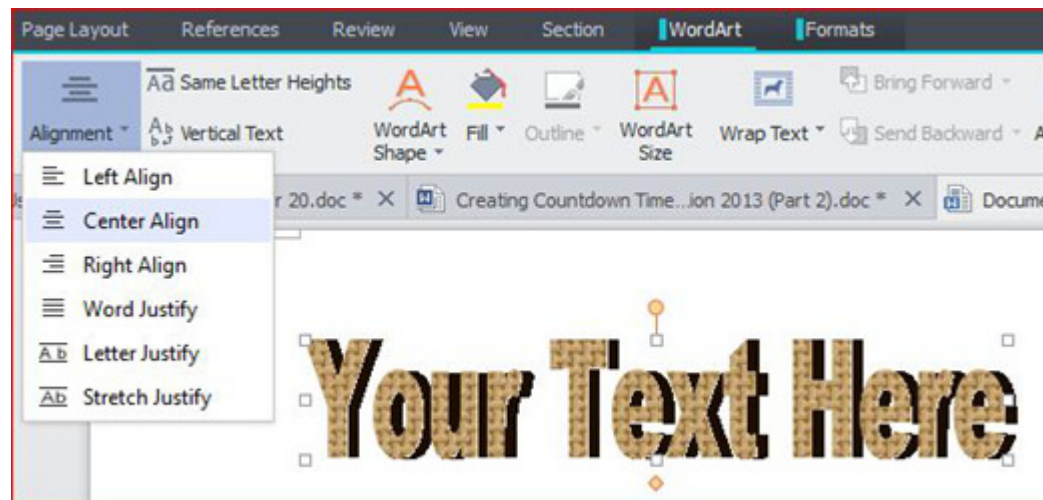 Page Layout References Review View Section WordArt Formats
Alignment
Same Letter Heights
Vertical Text
WordArt Shape
Fill
Outline
WordArt Size
Wrap Text
Bring Forward
Send Backward
r 20.doc * Creating Countdown Time...ion 2013 (Part 2).doc * Docume
Left Align
Center Align
Right Align
Word Justify
Letter Justify
Stretch Justify
Your Text Here